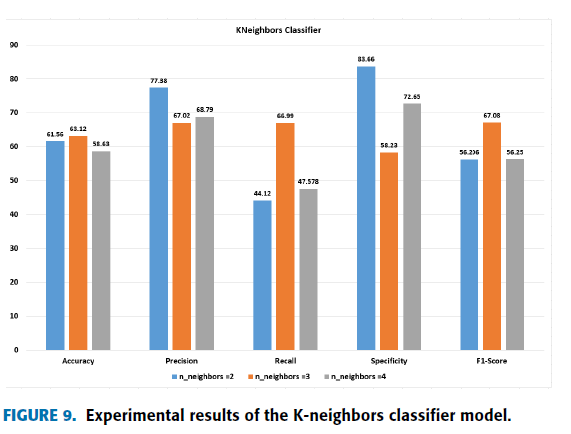 KNeighbors Classifier
90
80
70
60
50
40
30
20
10
0
61.56 63.12 58.63
77.38 67.02 68.79
44.12 66.99 47.578
83.66 58.23 72.65
56.236 67.08 56.25
Accuracy Precision Recall Specificity F1-Score
n_neighbors =2 n_neighbors =3 n_neighbors =4
FIGURE 9. Experimental results of the K-neighbors classifier model.